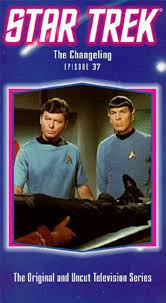 STAR TREK
The Changeling
EPISODE 37
The Original and Uncut Television Series